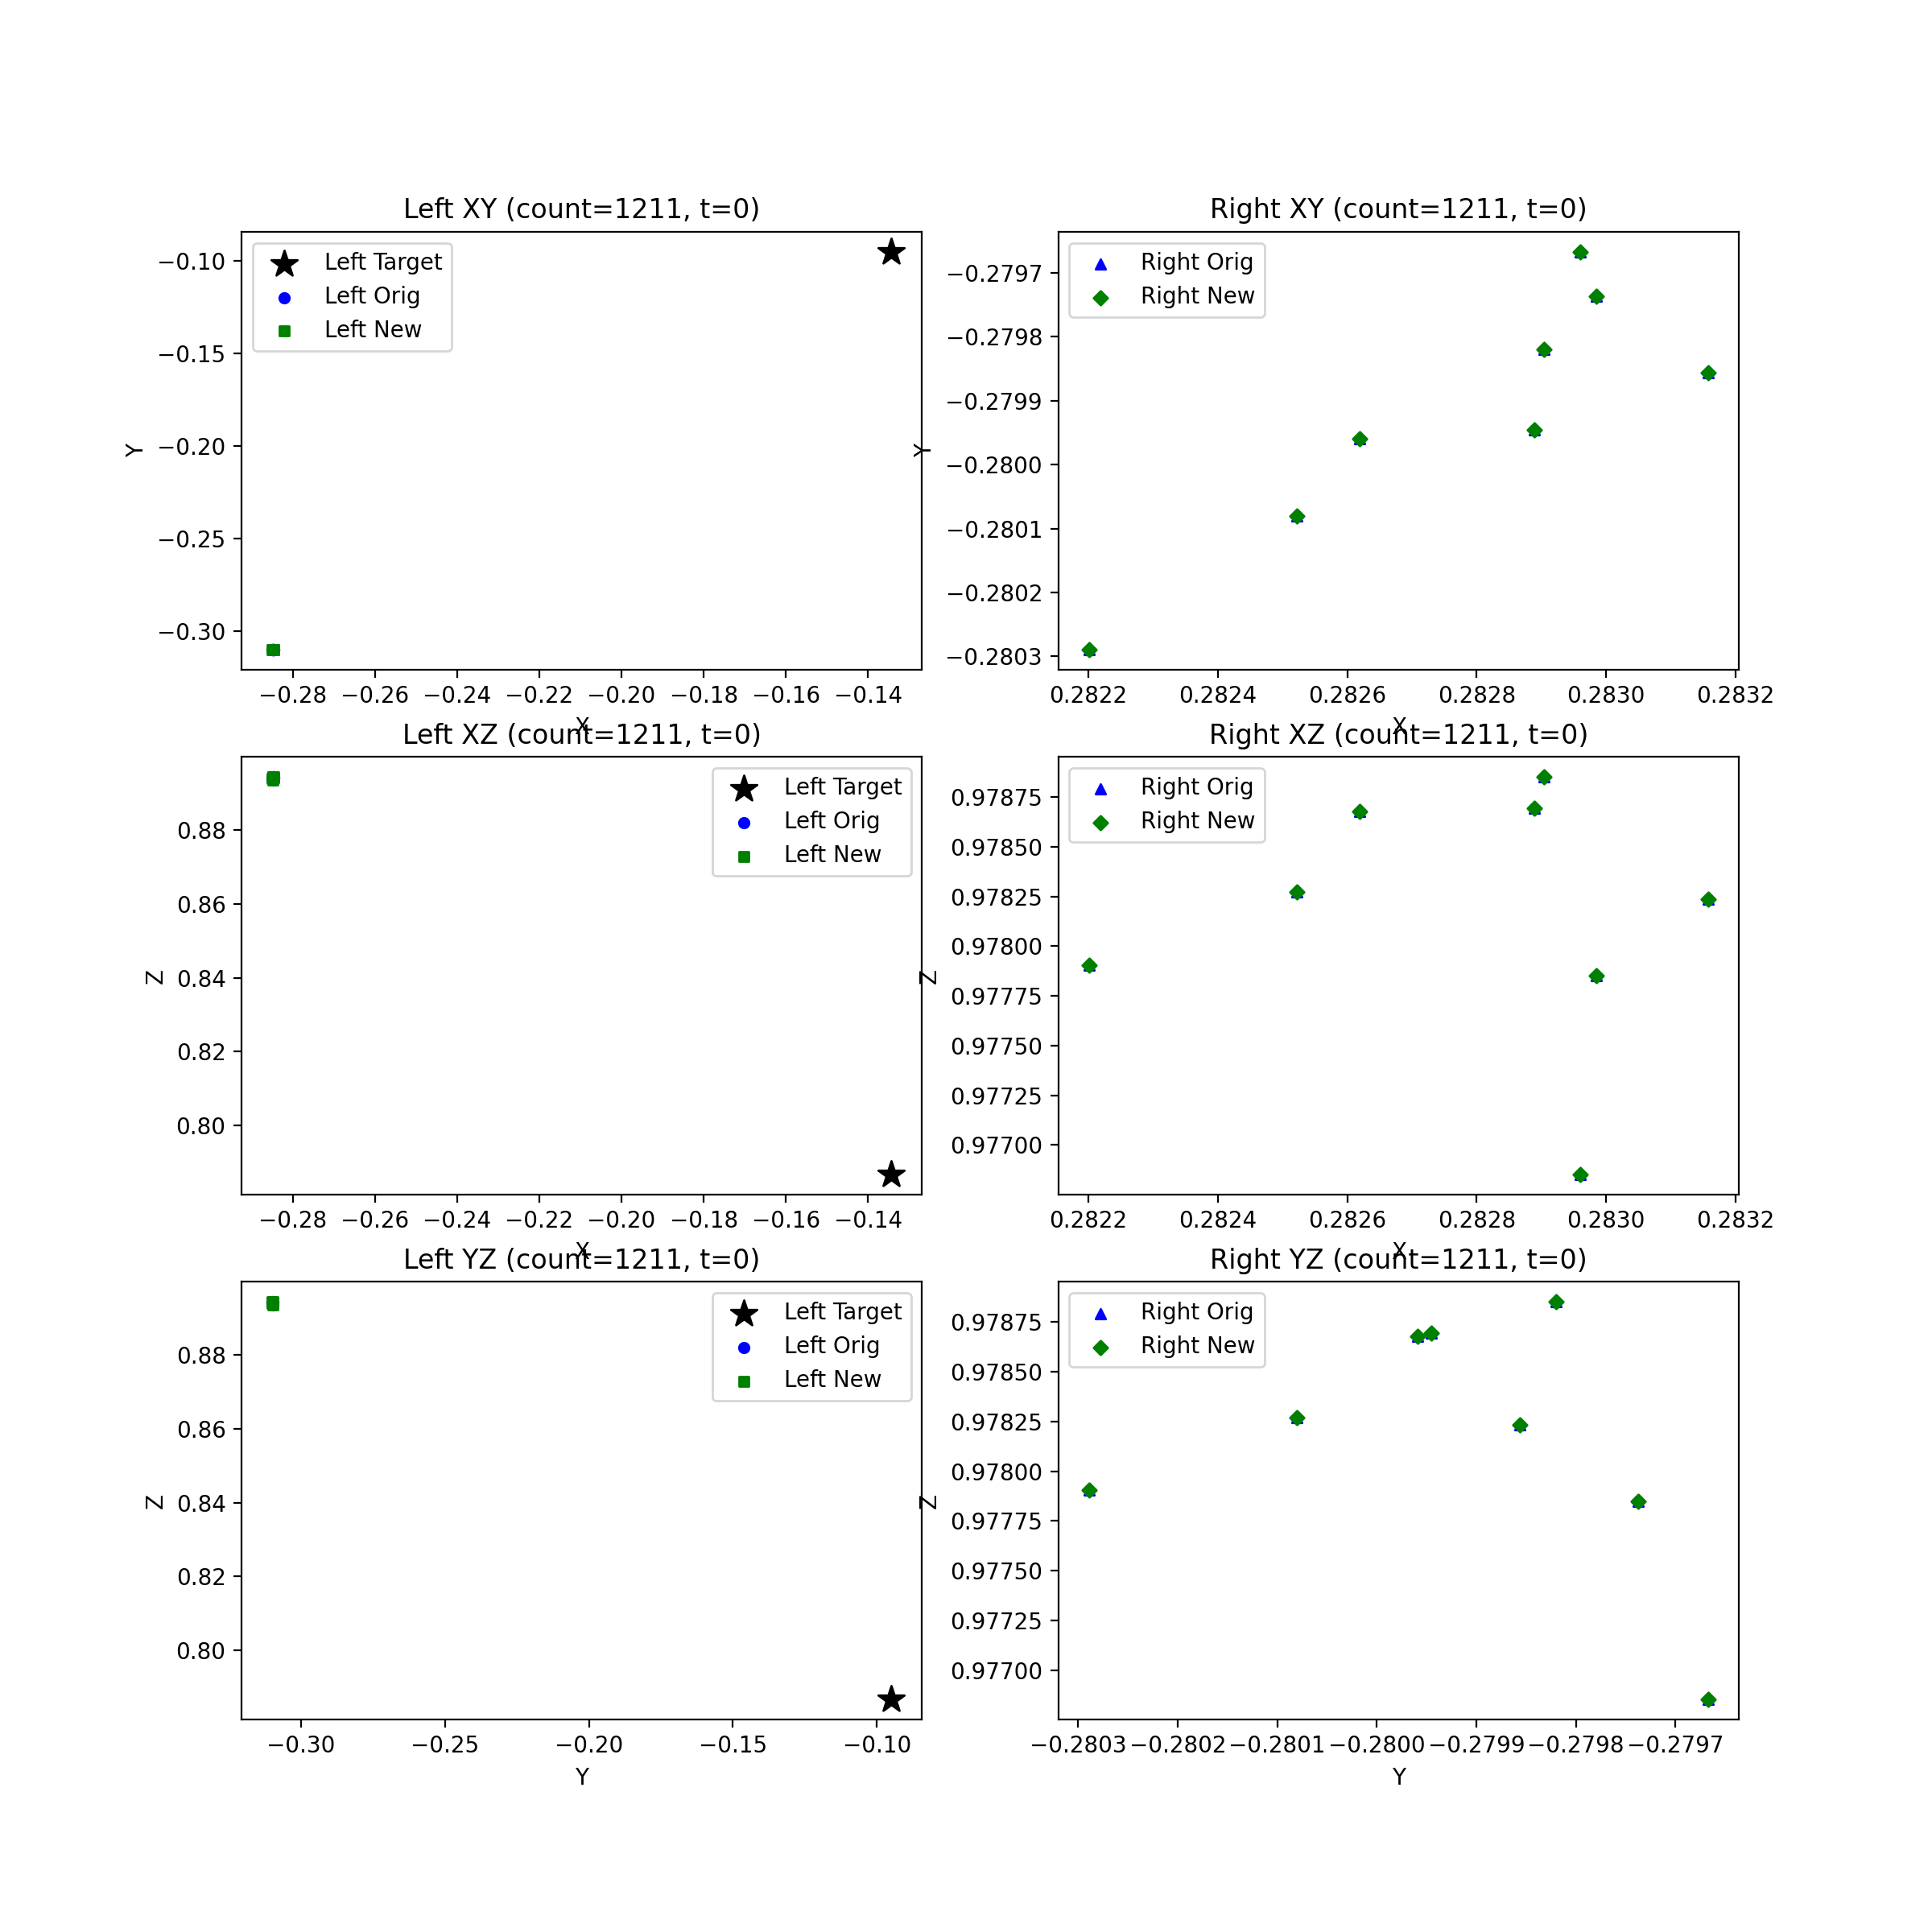 Left XY (count=1211, t=0)
Left Target
Left Orig
Left New
−0.10
−0.15
−0.20
−0.25
−0.30
Y
−0.28 −0.26 −0.24 −0.22 −0.20 −0.18 −0.16 −0.14
X
Right XY (count=1211, t=0)
Right Orig
Right New
−0.2797
−0.2798
−0.2799
−0.2800
−0.2801
−0.2802
−0.2803
Y
0.2822 0.2824 0.2826 0.2828 0.2830 0.2832
X
Left XZ (count=1211, t=0)
Left Target
Left Orig
Left New
0.88
0.86
0.84
0.82
0.80
Z
−0.28 −0.26 −0.24 −0.22 −0.20 −0.18 −0.16 −0.14
X
Right XZ (count=1211, t=0)
Right Orig
Right New
0.97875
0.97850
0.97825
0.97800
0.97775
0.97750
0.97725
0.97700
Z
0.2822 0.2824 0.2826 0.2828 0.2830 0.2832
X
Left YZ (count=1211, t=0)
Left Target
Left Orig
Left New
0.88
0.86
0.84
0.82
0.80
Z
−0.30 −0.25 −0.20 −0.15 −0.10
Y
Right YZ (count=1211, t=0)
Right Orig
Right New
0.97875
0.97850
0.97825
0.97800
0.97775
0.97750
0.97725
0.97700
Z
−0.2803 −0.2802 −0.2801 −0.2800 −0.2799 −0.2798 −0.2797
Y